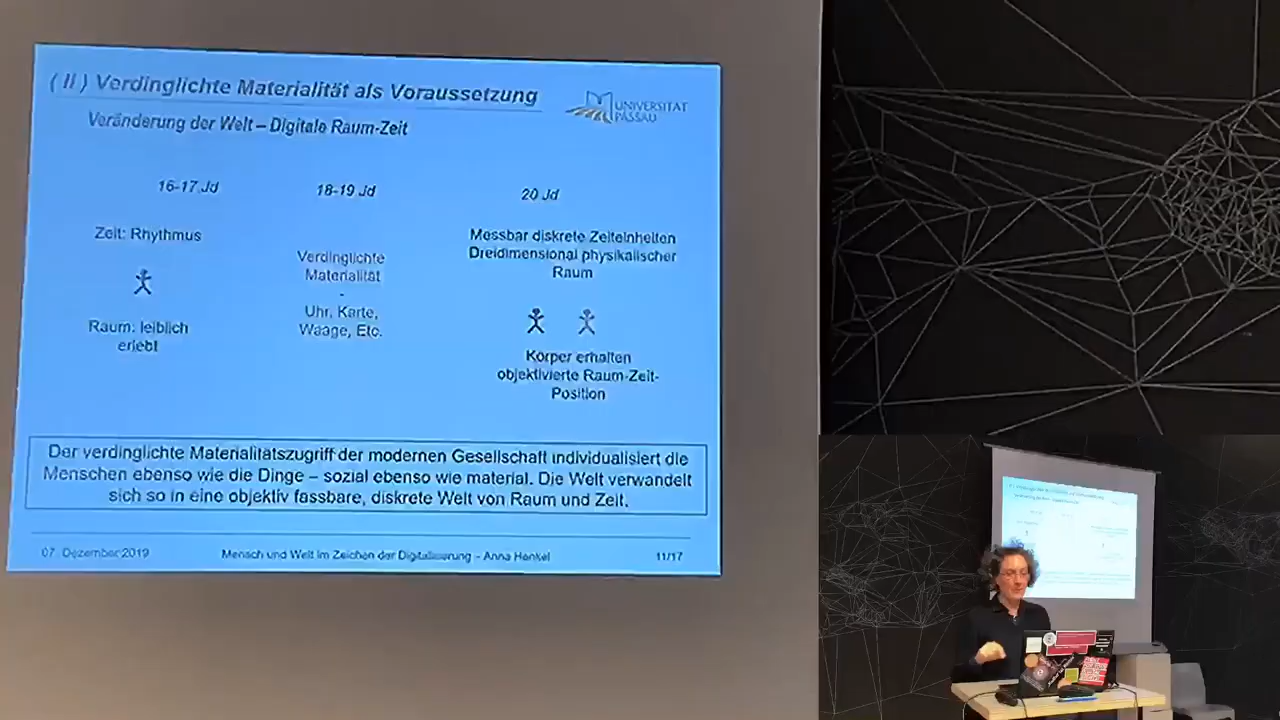 ( II ) Verdinglichte Materialität als Voraussetzung
UNIVERSITÄT
PASSAU
Veränderung der Welt – Digitale Raum-Zeit
16-17 Jd
18-19 Jd
20 Jd
Zeit: Rhythmus
Raum: leiblich
erlebt
Verdinglichte
Materialität
-
Uhr, Karte,
Waage, Etc.
Messbar diskrete Zeiteinheiten
Dreidimensional physikalischer
Raum
Körper erhalten
objektivierte Raum-Zeit-
Position
Der verdinglichte Materialitätszugriff der modernen Gesellschaft individualisiert die
Menschen ebenso wie die Dinge – sozial ebenso wie material. Die Welt verwandelt
sich so in eine objektiv fassbare, diskrete Welt von Raum und Zeit.
07. Dezember 2019
Mensch und Welt im Zeichen der Digitalisierung – Anna Henkel
11/17